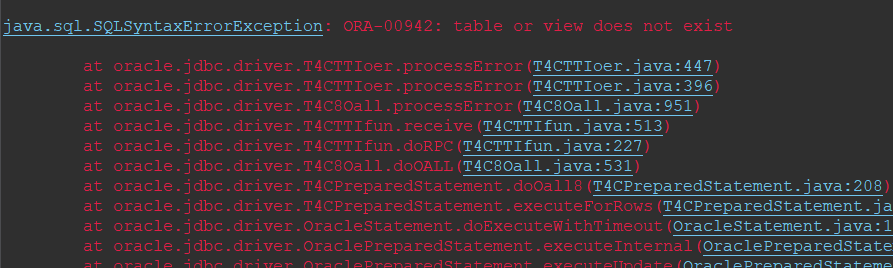 java.sql.SQLSyntaxErrorException: ORA-00942: table or view does not exist
at oracle.jdbc.driver.T4CTTIoer.processError(T4CTTIoer.java:447)
at oracle.jdbc.driver.T4CTTIoer.processError(T4CTTIoer.java:396)
at oracle.jdbc.driver.T4C8Oall.processError(T4C8Oall.java:951)
at oracle.jdbc.driver.T4CTTIfun.receive(T4CTTIfun.java:513)
at oracle.jdbc.driver.T4CTTIfun.doRPC(T4CTTIfun.java:227)
at oracle.jdbc.driver.T4C8Oall.doOALL(T4C8Oall.java:531)
at oracle.jdbc.driver.T4CPreparedStatement.doOall8(T4CPreparedStatement.java:208)
at oracle.jdbc.driver.T4CPreparedStatement.executeForRows(T4CPreparedStatement.ja
at oracle.jdbc.driver.OracleStatement.doExecuteWithTimeout(OracleStatement.java:1
at oracle.jdbc.driver.OraclePreparedStatement.executeInternal(OraclePreparedState
at oracle.jdbc.driver.OraclePreparedStatement.executeUpdate(OraclePreparedStateme